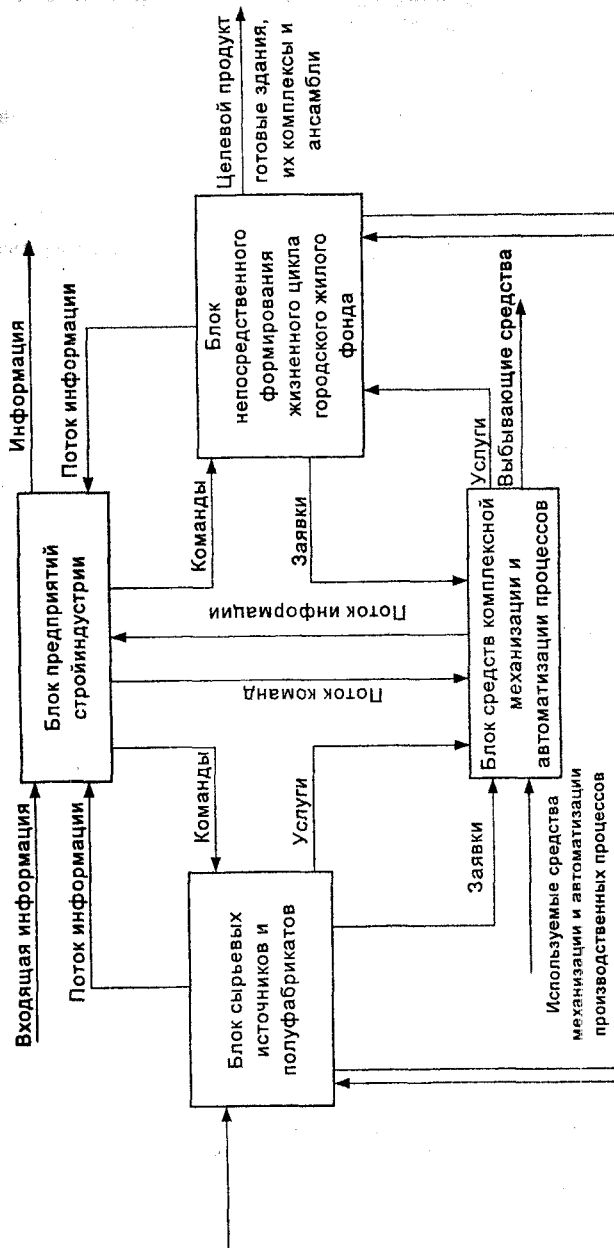 Входящая информация
Поток информации
Блок предприятий
стройиндустрии
Информация
Поток информации
Команды
Команды
Поток команд
Поток информации
Блок сырьевых
источников и
полуфабрикатов
Услуги
Заявки
Заявки
Блок
непосредственного
формирования
жизненного цикла
городского жилого
фонда
Целевой продукт
готовые здания,
их комплексы и
ансамбли
Услуги
Выбывающие средства
Блок средств комплексной
механизации и
автоматизации процессов
Используемые средства
механизации и автоматизации
производственных процессов